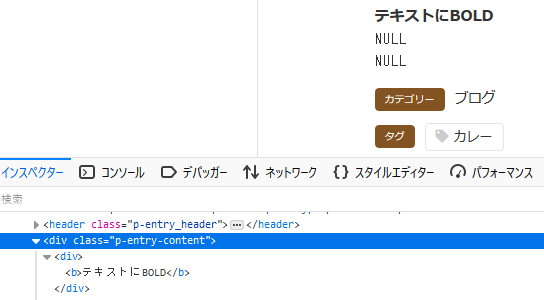 テキストにBOLD
NULL
NULL
カテゴリー ブログ
タグ カレー
インスペクター コンソール デバッガー ネットワーク スタイルエディター パフォーマンス
検索
<header class="p-entry_header"></header>
<div class="p-entry-content">
<div>
<b>テキストにBOLD</b>
</div>